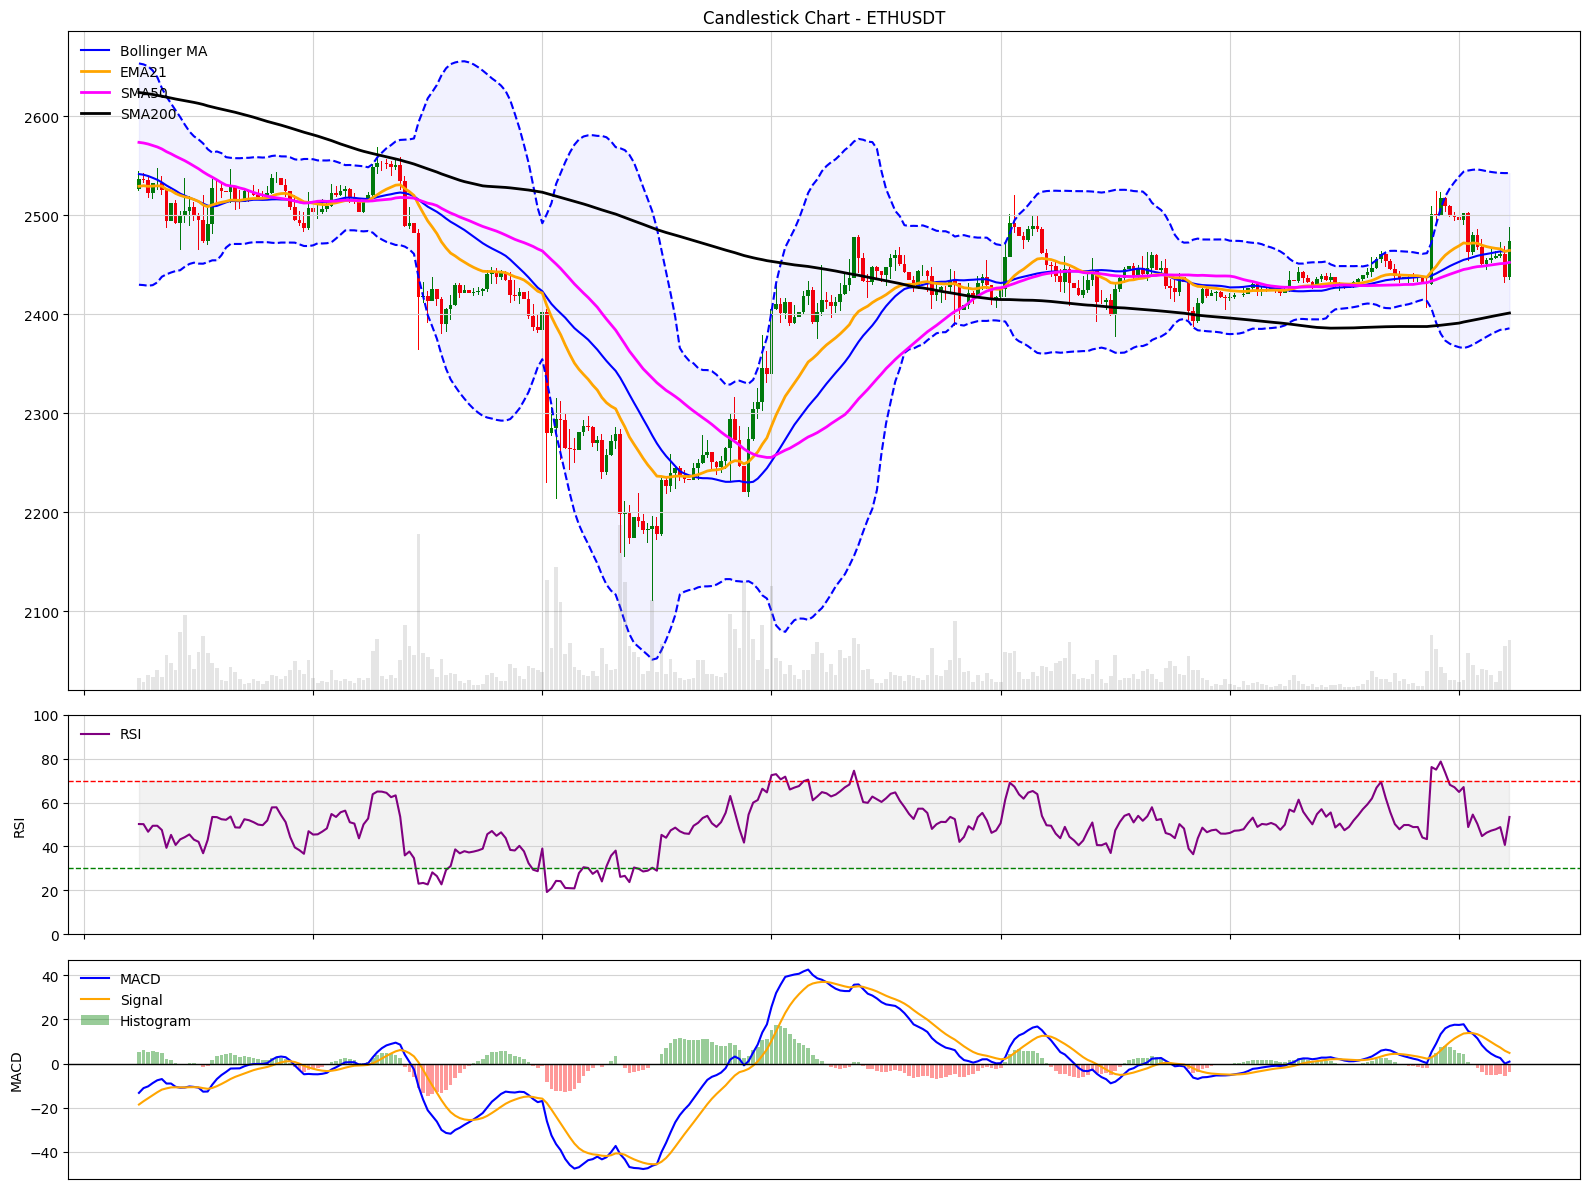 Candlestick Chart - ETHUSDT
Bollinger MA
EMA21
SMA50
SMA200
2600
2500
2400
2300
2200
2100
RSI
100
80
60
40
20
0
RSI
MACD
Signal
Histogram
40
20
0
−20
−40
MACD